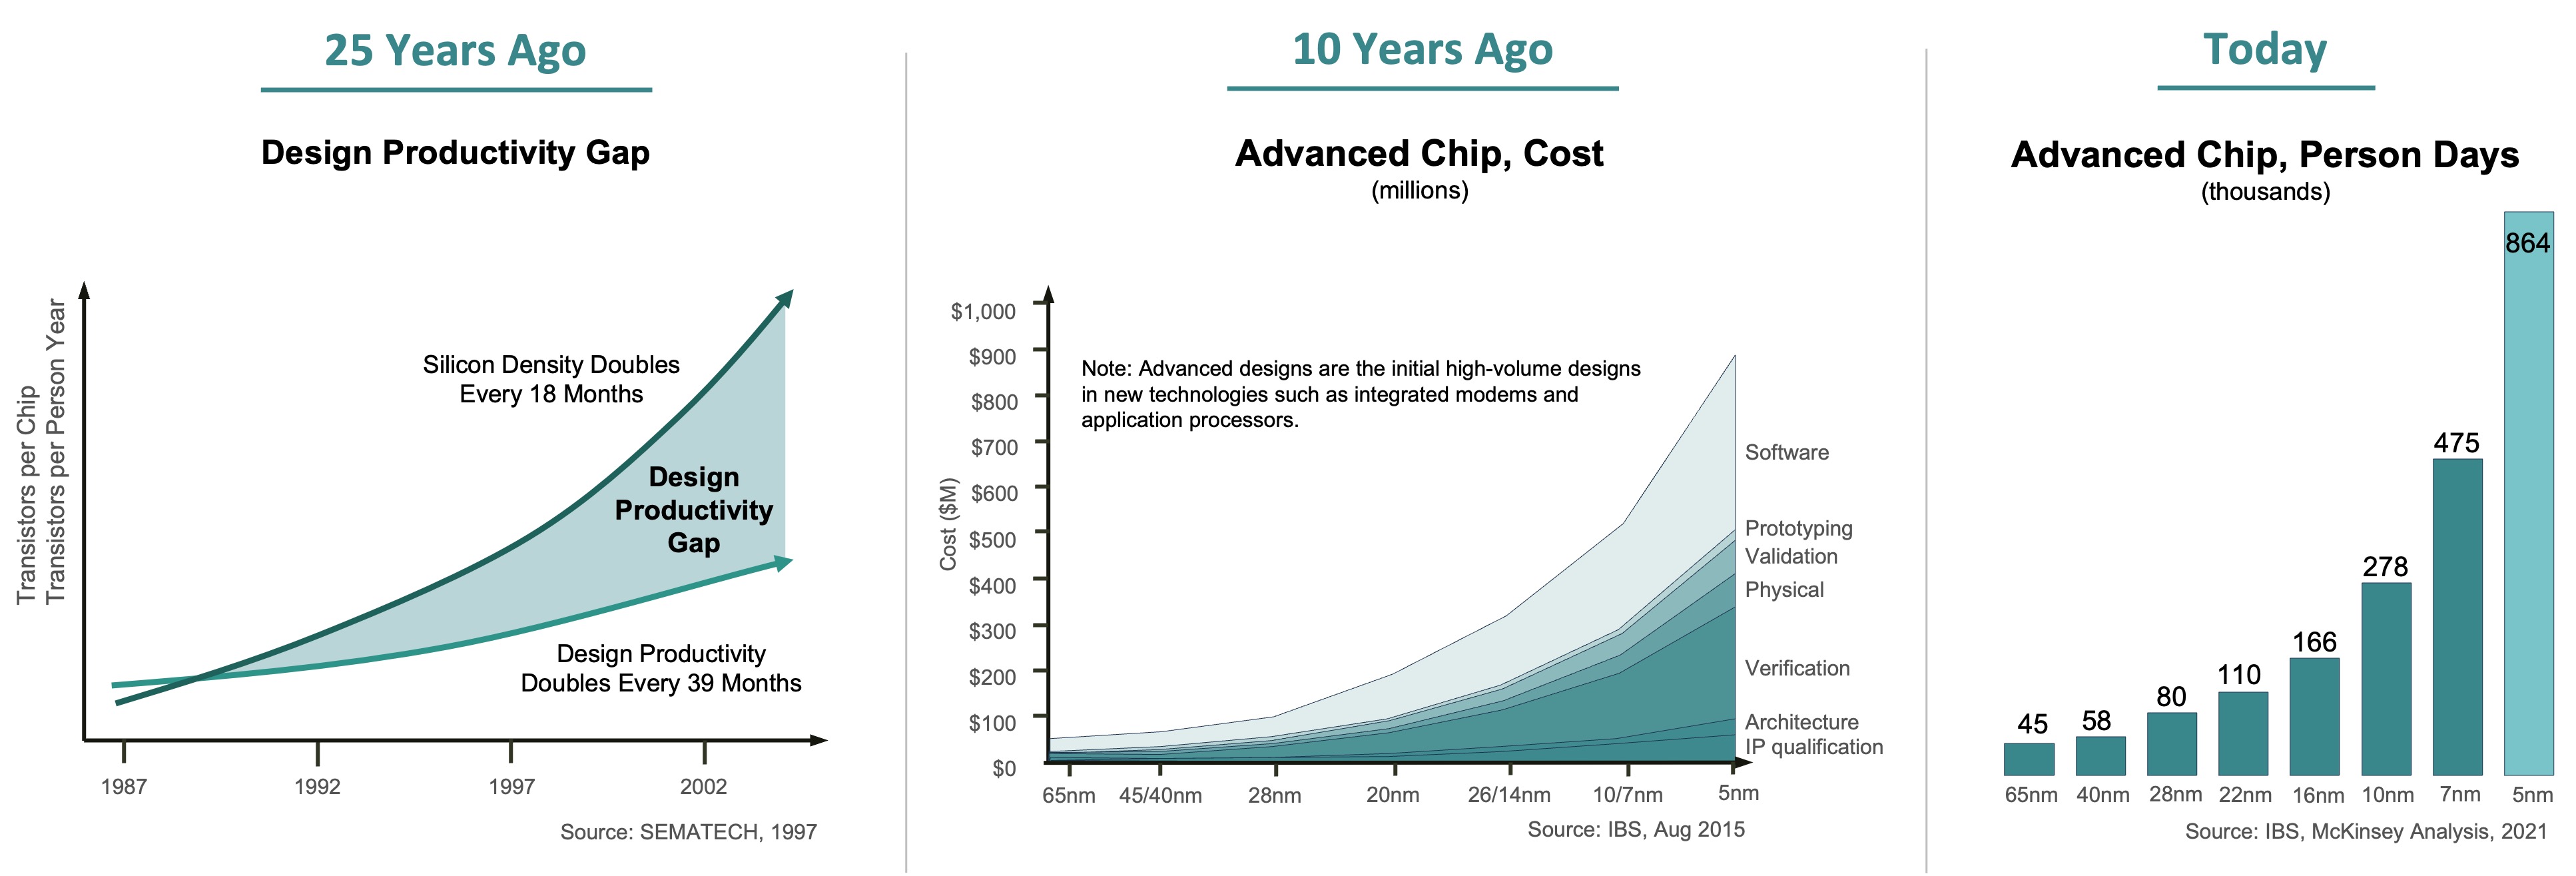 25 Years Ago
Design Productivity Gap
Transistors per Chip
Transistors per Person Year
Silicon Density Doubles
Every 18 Months
Design
Productivity
Gap
Design Productivity
Doubles Every 39 Months
1987
1992
1997
2002
Source: SEMATECH, 1997
10 Years Ago
Advanced Chip, Cost
(millions)
Cost ($M)
$1,000
$900
$800
$700
$600
$500
$400
$300
$200
$100
$0
Note: Advanced designs are the initial high-volume designs
in new technologies such as integrated modems and
application processors.
Software
Prototyping
Validation
Physical
Verification
Architecture
IP qualification
65nm
45/40nm
28nm
20nm
26/14nm
10/7nm
5nm
Source: IBS, Aug 2015
Today
Advanced Chip, Person Days
(thousands)
45
58
80
110
166
278
475
864
65nm
40nm
28nm
22nm
16nm
10nm
7nm
5nm
Source: IBS, McKinsey Analysis, 2021